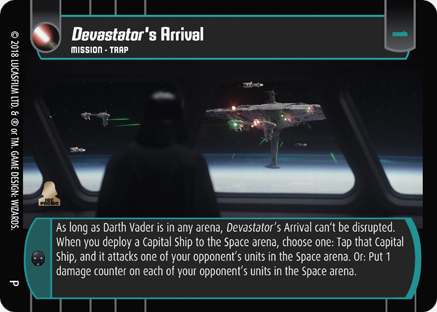 Devastator's Arrival
MISSION • TRAP
© 2018 LUCASFILM LTD. & ® or TM. GAME DESIGN: WIZARDS.
PROMO
As long as Darth Vader is in any arena, Devastator's Arrival can't be disrupted.
When you deploy a Capital Ship to the Space arena, choose one: Tap that Capital
Ship, and it attacks one of your opponent's units in the Space arena. Or: Put 1
damage counter on each of your opponent's units in the Space arena.
P